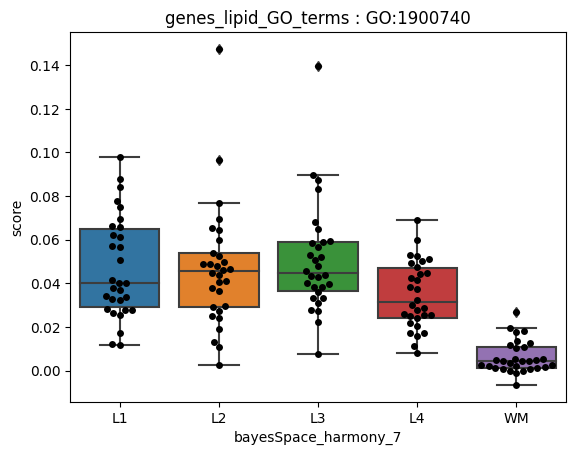 genes_lipid_GO_terms : GO:1900740
0.14
0.12
0.10
0.08
0.06
0.04
0.02
0.00
score
L1 L2 L3 L4 WM
bayesSpace_harmony_7